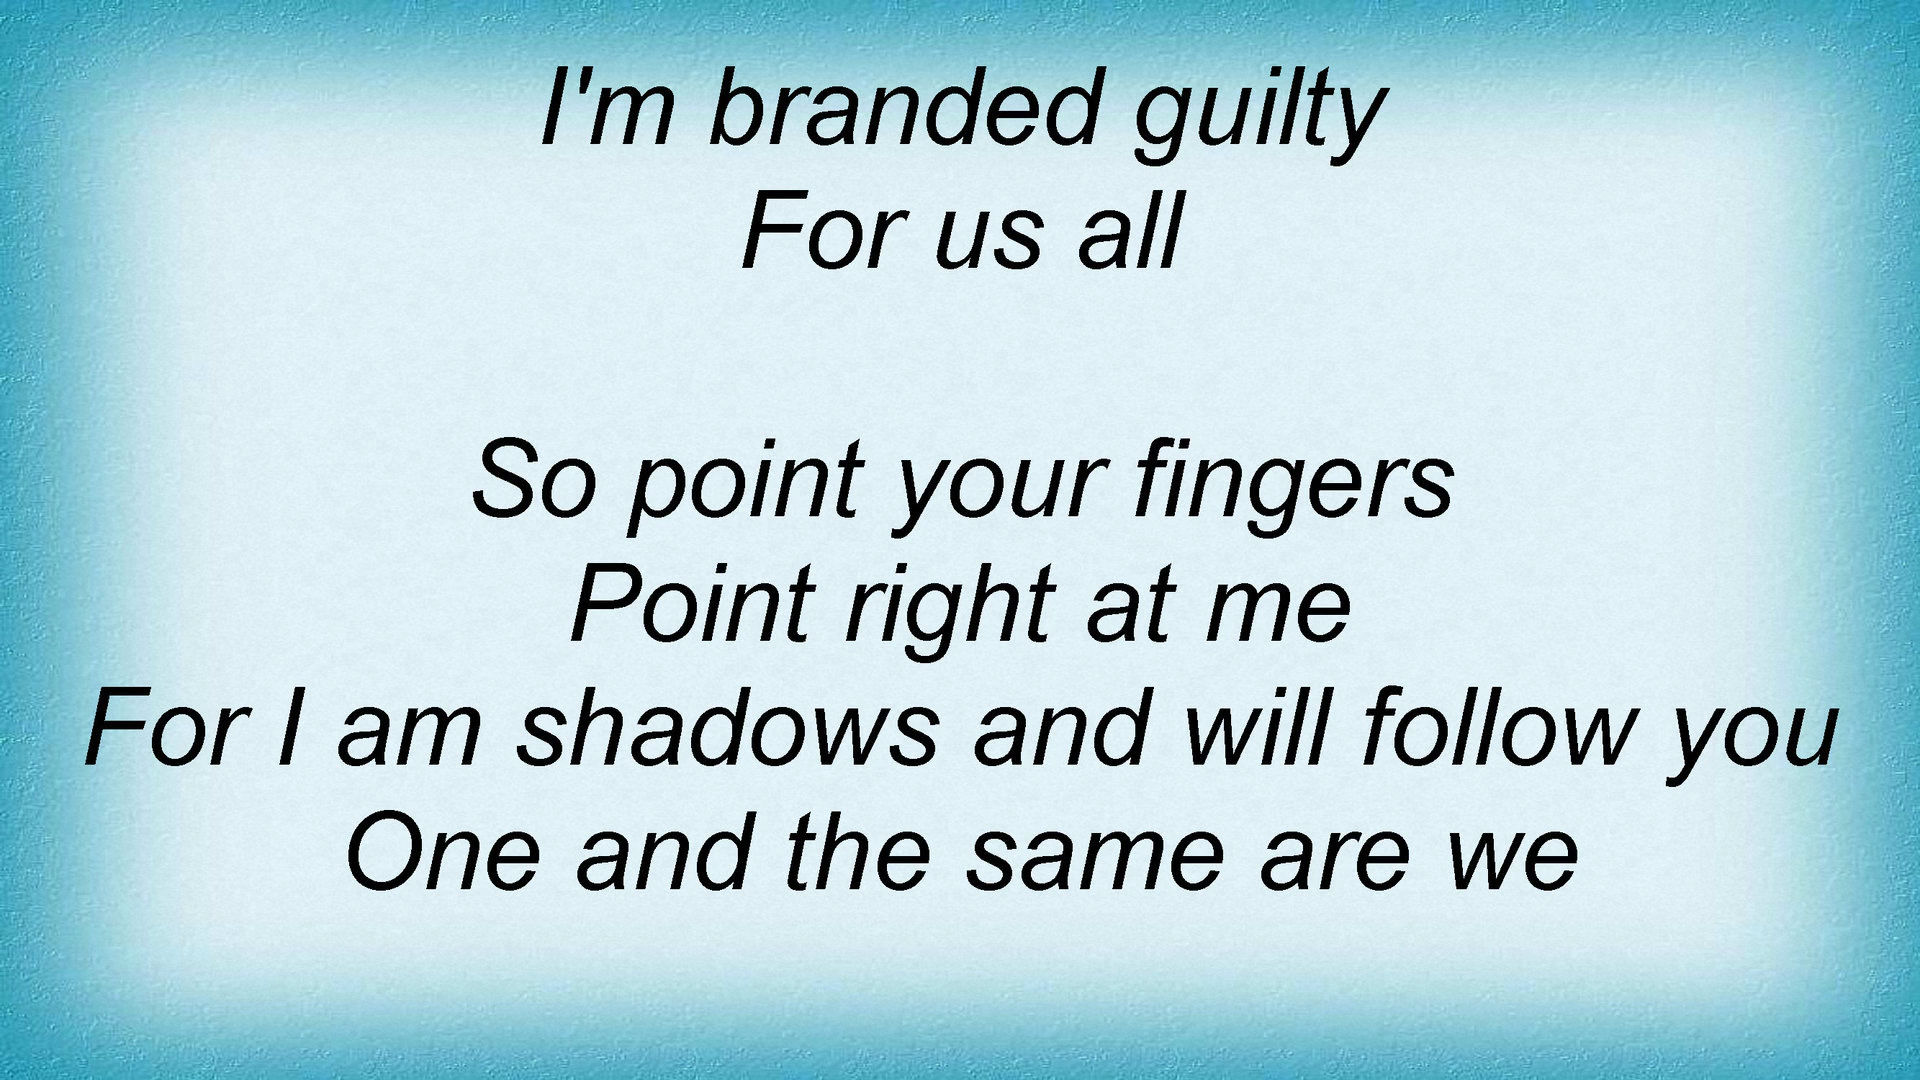 I'm branded guilty
For us all
So point your fingers
Point right at me
For I am shadows and will follow you
One and the same are we